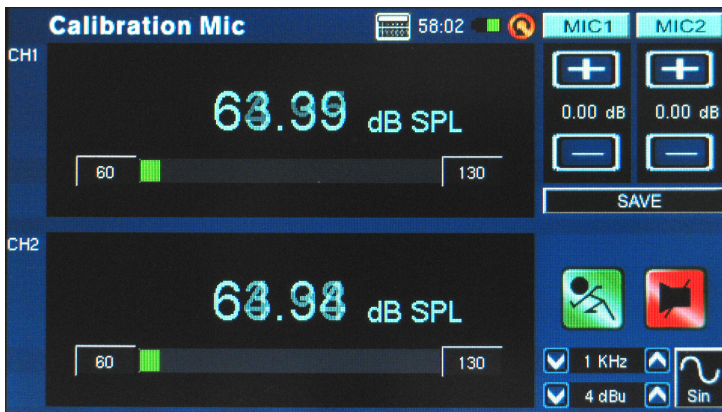 Calibration Mic
58:02
MIC1 MIC2
CH1
dB SPL
60 130
0.00 dB 0.00 dB
SAVE
CH2
dB SPL
60 130
1 KHz
4 dBu
Sin